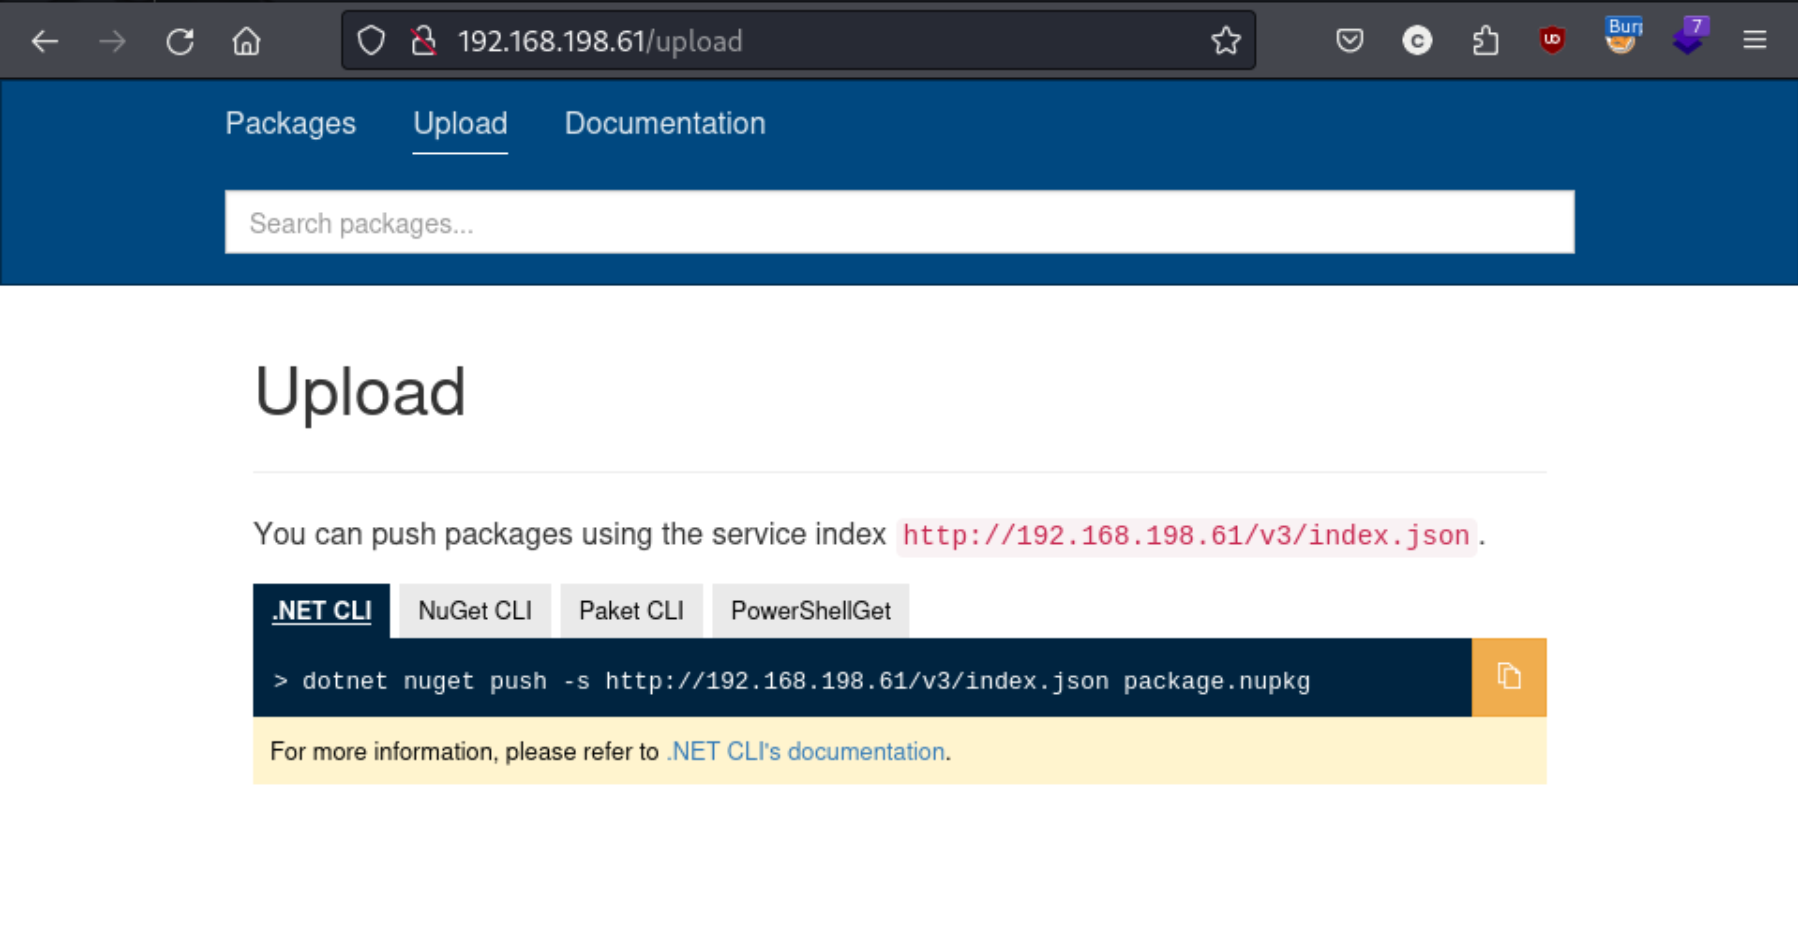 192.168.198.61/upload
Burp
7
Packages Upload Documentation
Search packages...
Upload
You can push packages using the service index http://192.168.198.61/v3/index.json.
.NET CLI NuGet CLI Paket CLI PowerShellGet
> dotnet nuget push -s http://192.168.198.61/v3/index.json package.nupkg
For more information, please refer to .NET CLI's documentation.